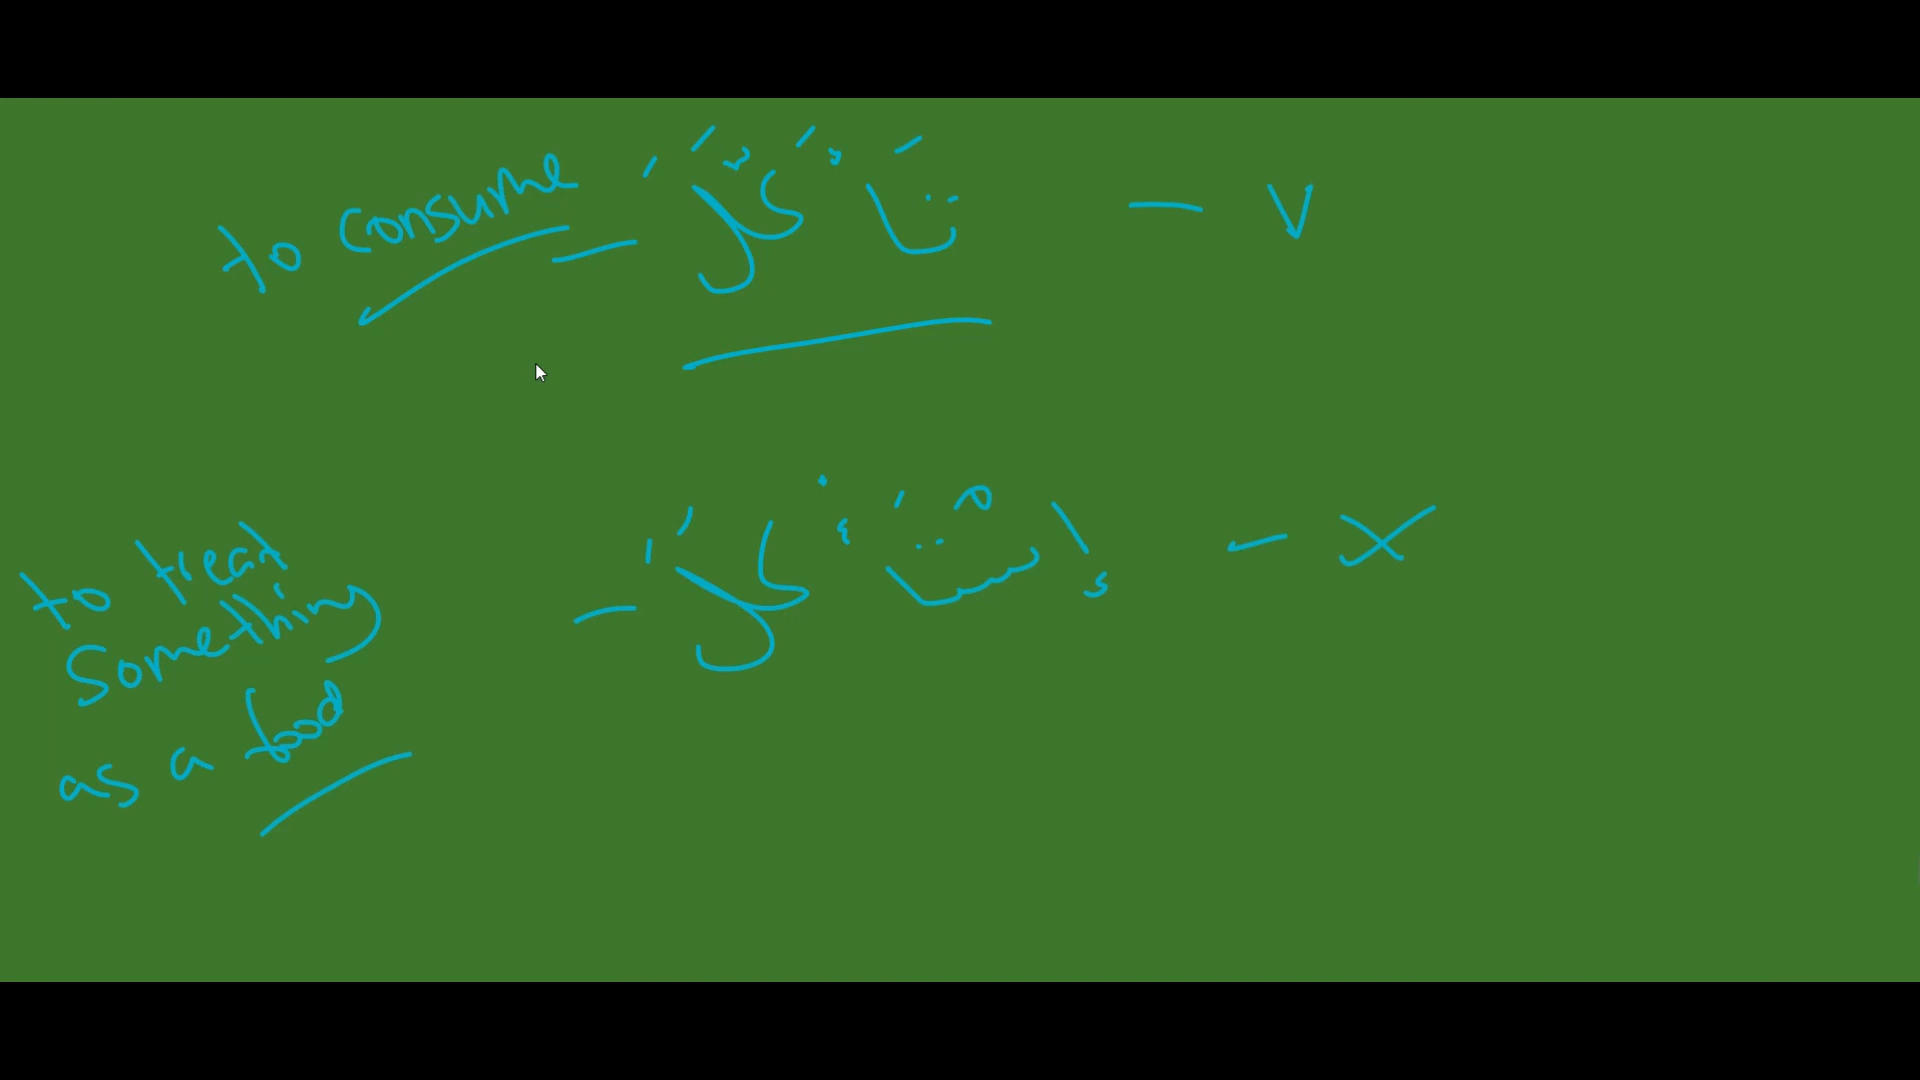 to consume – تَءَكَّلَ – V
to treat something as a food – إِسْتَءْكَلَ – X